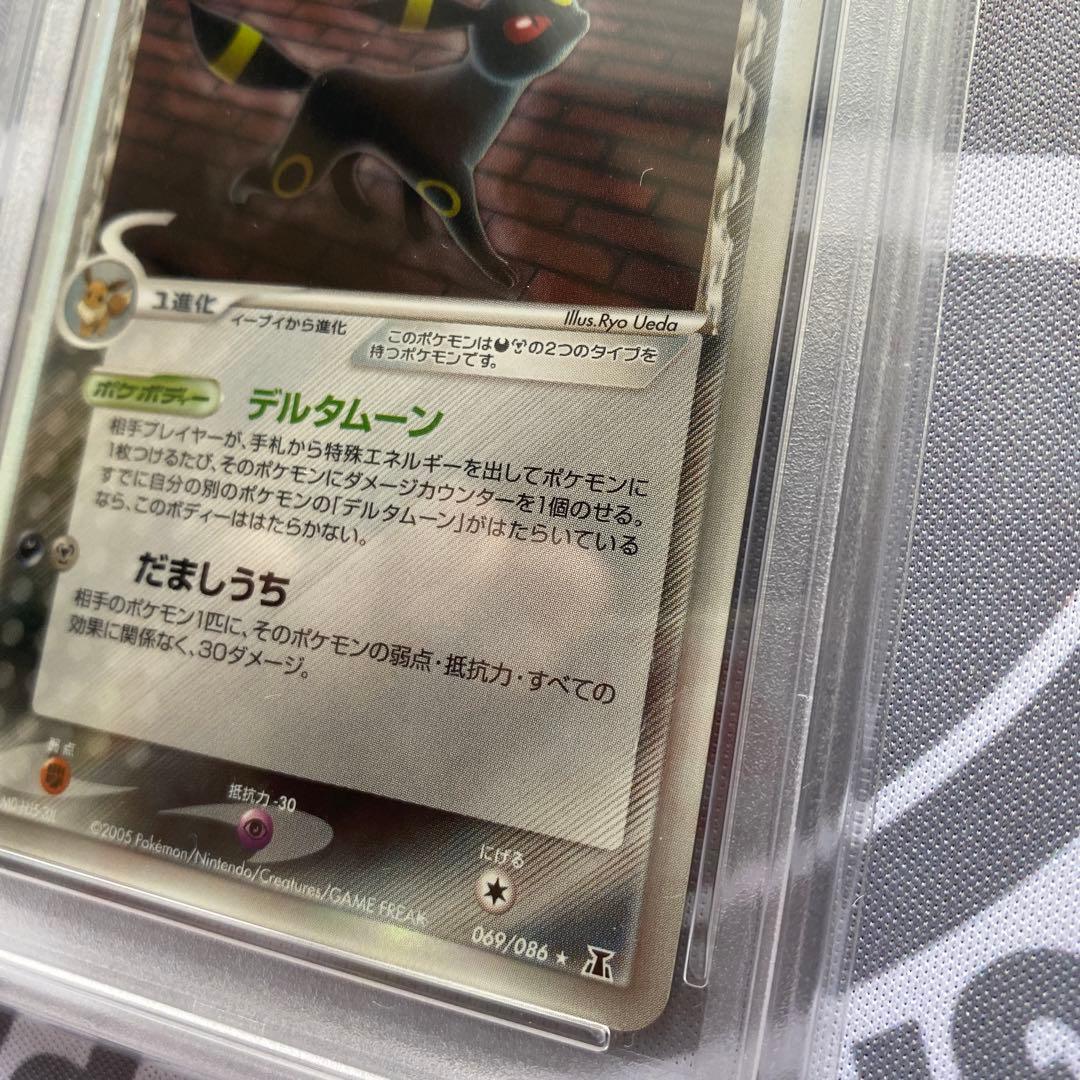 1進化
イーブイから進化
Illus.Ryo Ueda
このポケモンはの2つのタイプを
持つポケモンです。
ポケボディー
デルタムーン
相手プレイヤーが、手札から特殊エネルギーを出してポケモンに
1枚つけるたび、そのポケモンにダメージカウンターを1個のせる。
すでに自分の別のポケモンの「デルタムーン」がはたらいている
なら、このボディーははたらかない。
だましうち
相手のポケモン1匹に、そのポケモンの弱点・抵抗力・すべての
効果に関係なく、30ダメージ。
弱点
抵抗力 -30
にげる
©2005 Pokémon/Nintendo/Creatures/GAME FREAK
069/086 ★